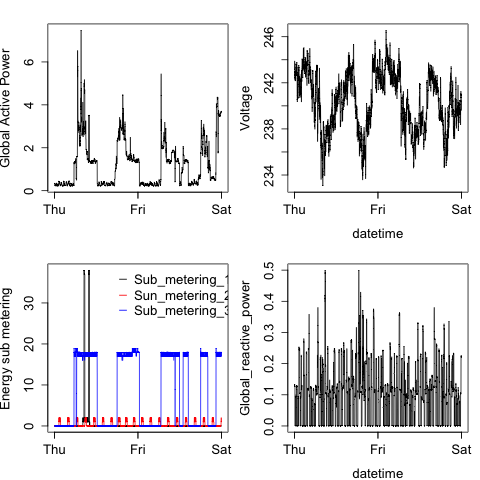 Global Active Power
0 2 4 6
Thu Fri Sat
Voltage
234 238 242 246
Thu Fri Sat
datetime
Energy sub metering
0 10 20 30
Sub_metering_1
Sun_metering_2
Sub_metering_3
Thu Fri Sat
Global_reactive_power
0.0 0.1 0.2 0.3 0.4 0.5
Thu Fri Sat
datetime